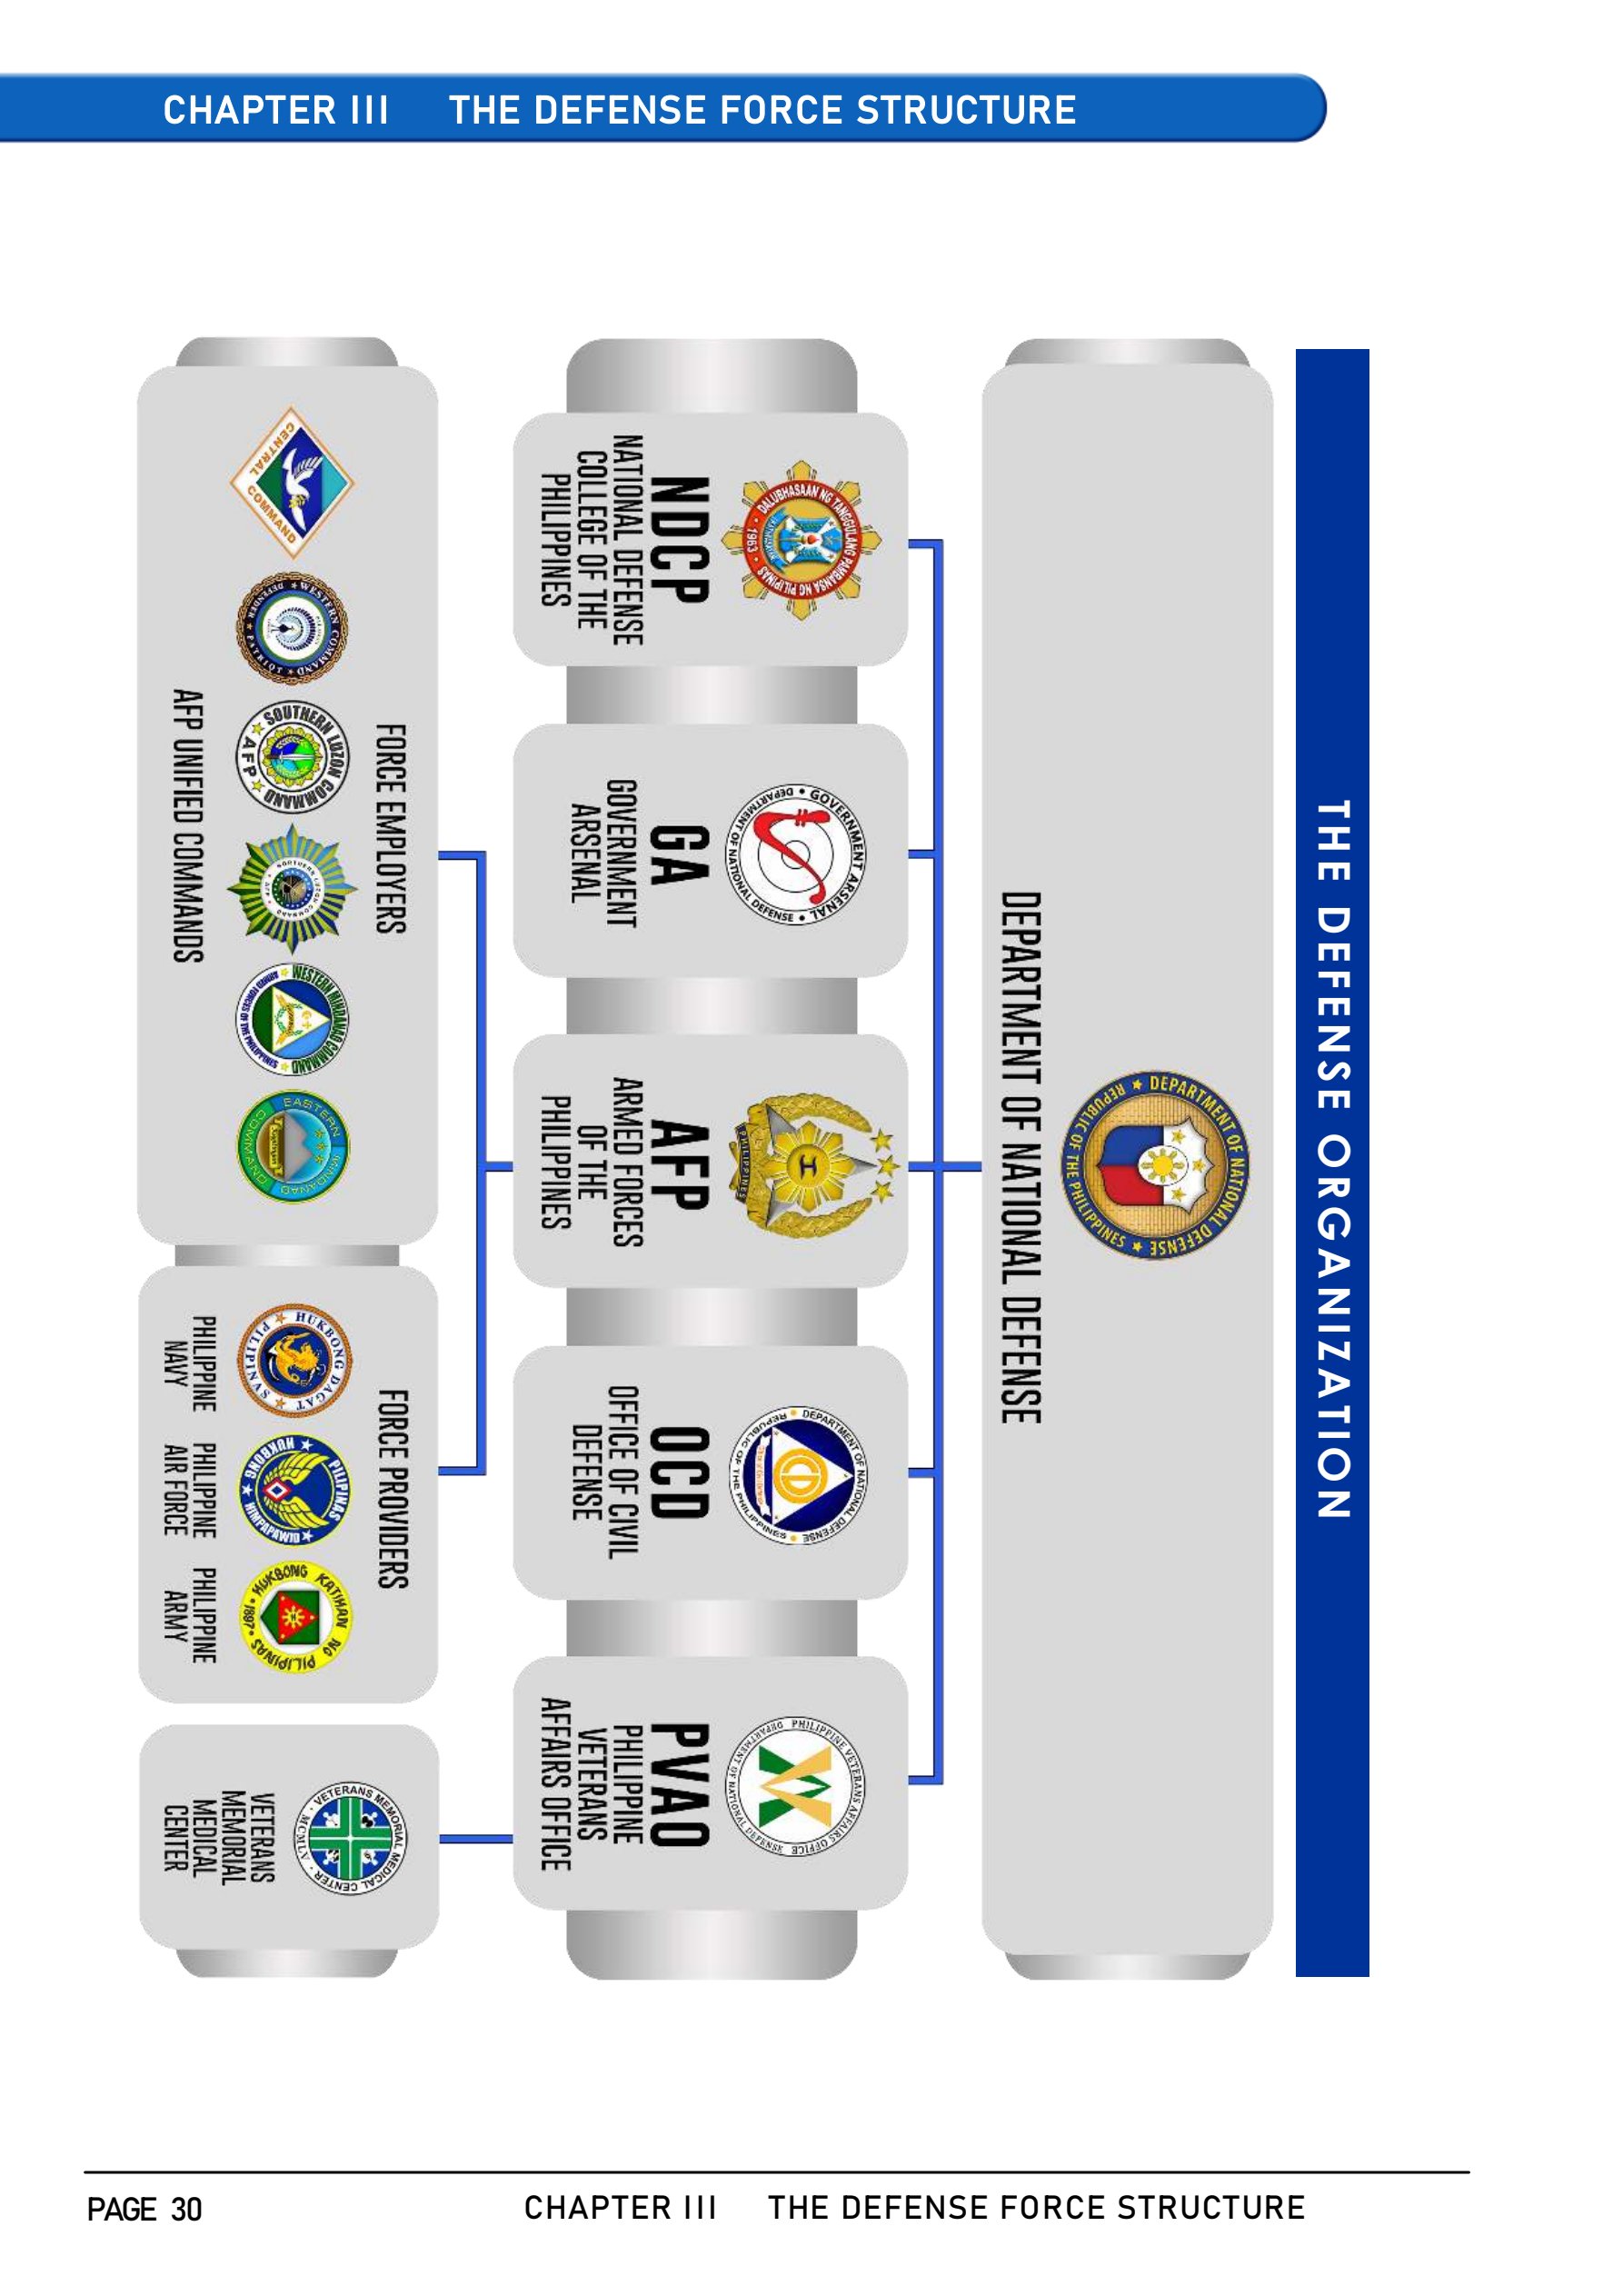 CHAPTER III THE DEFENSE FORCE STRUCTURE
THE DEFENSE ORGANIZATION
DEPARTMENT OF NATIONAL DEFENSE
REPUBLIC OF THE PHILIPPINES
DEPARTMENT OF NATIONAL DEFENSE
DALUBHASAAN NG TANGGULANG PAMBANSA NG PILIPINAS
1963
NDCP
NATIONAL DEFENSE
COLLEGE OF THE
PHILIPPINES
GOVERNMENT ARSENAL
DEPARTMENT OF NATIONAL DEFENSE
GA
GOVERNMENT
ARSENAL
PHILIPPINES
AFP
ARMED FORCES
OF THE
PHILIPPINES
DEPARTMENT OF NATIONAL DEFENSE
REPUBLIC OF THE PHILIPPINES
OCD
OFFICE OF CIVIL
DEFENSE
PHILIPPINE VETERANS AFFAIRS OFFICE
DEPARTMENT OF NATIONAL DEFENSE
PVAO
PHILIPPINE
VETERANS
AFFAIRS OFFICE
FORCE EMPLOYERS
CENTRAL
COMMAND
WESTERN COMMAND
DEFENDER PATRIOT
SOUTHERN LUZON COMMAND
AFP
NORTHERN LUZON COMMAND
AFP
WESTERN MINDANAO COMMAND
ARMED FORCES OF THE PHILIPPINES
EASTERN MINDANAO
COMMAND
AFP UNIFIED COMMANDS
FORCE PROVIDERS
HUKBONG DAGAT
PILIPINAS
PHILIPPINE
NAVY
HUKBONG HIMPAPAWID
PILIPINAS
PHILIPPINE
AIR FORCE
HUKBONG KATIHAN NG PILIPINAS
1897
PHILIPPINE
ARMY
VETERANS MEMORIAL MEDICAL CENTER
MCMLV
VETERANS
MEMORIAL
MEDICAL
CENTER
PAGE 30
CHAPTER III THE DEFENSE FORCE STRUCTURE